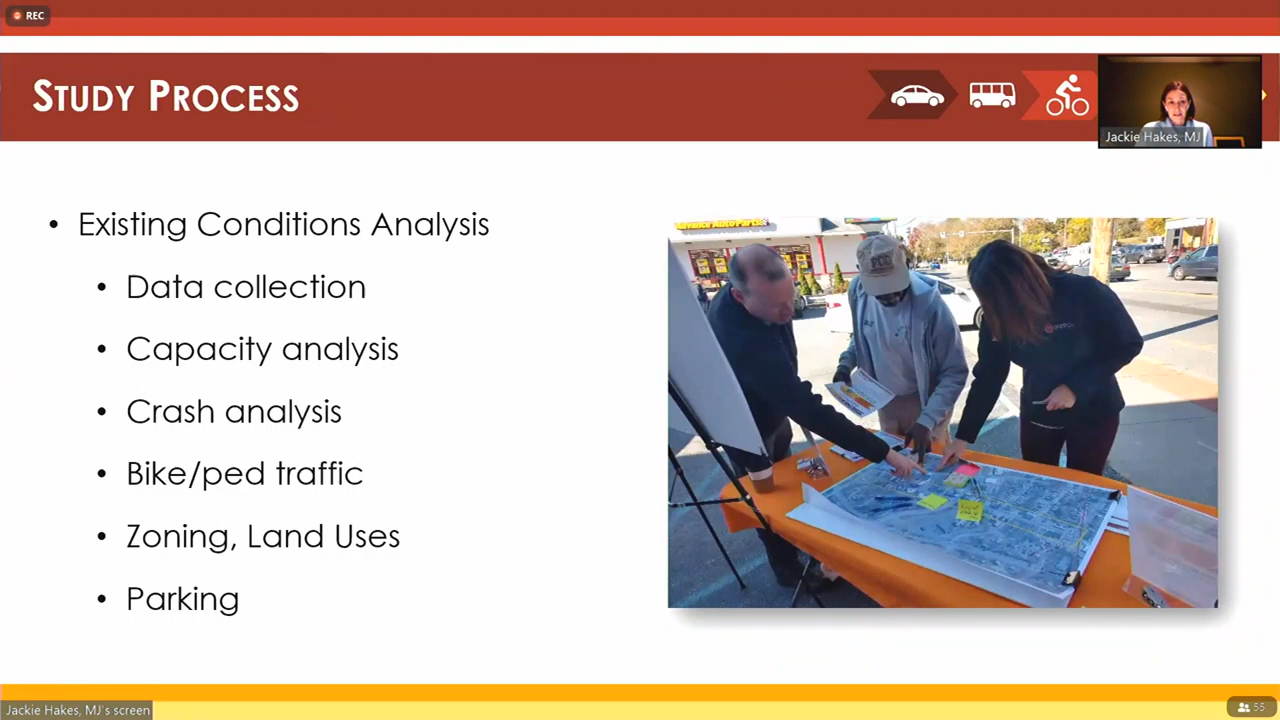 REC
STUDY PROCESS
Jackie Hakes, MJ
• Existing Conditions Analysis
• Data collection
• Capacity analysis
• Crash analysis
• Bike/ped traffic
• Zoning, Land Uses
• Parking
Advance Auto Parts
Jackie Hakes, MJ's screen
55